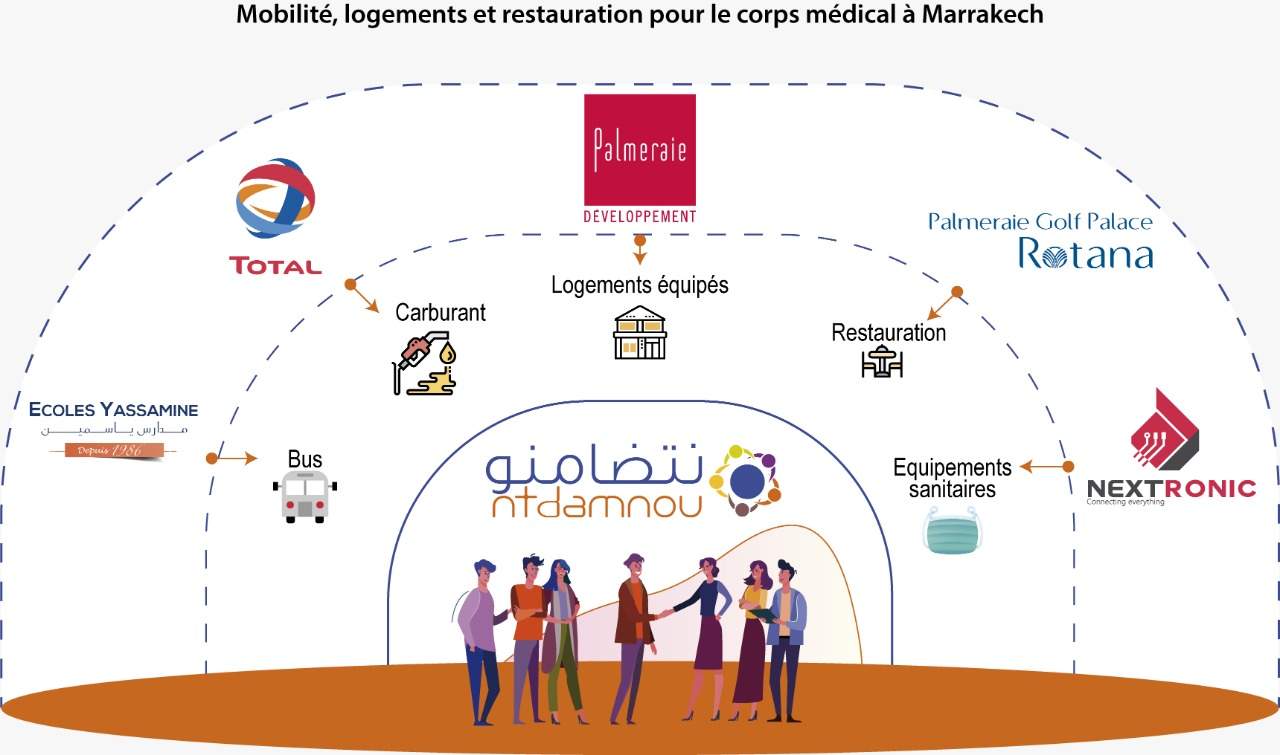 Mobilité, logements et restauration pour le corps médical à Marrakech
Palmeraie
DÉVELOPPEMENT
TOTAL
Palmeraie Golf Palace
Rotana
Logements équipés
Carburant
Restauration
ECOLES YASSAMINE
مدارس ياسمين
Depuis 1986
Bus
نتضامنو
ntdamnou
Equipements
sanitaires
NEXTRONIC
Connecting everything